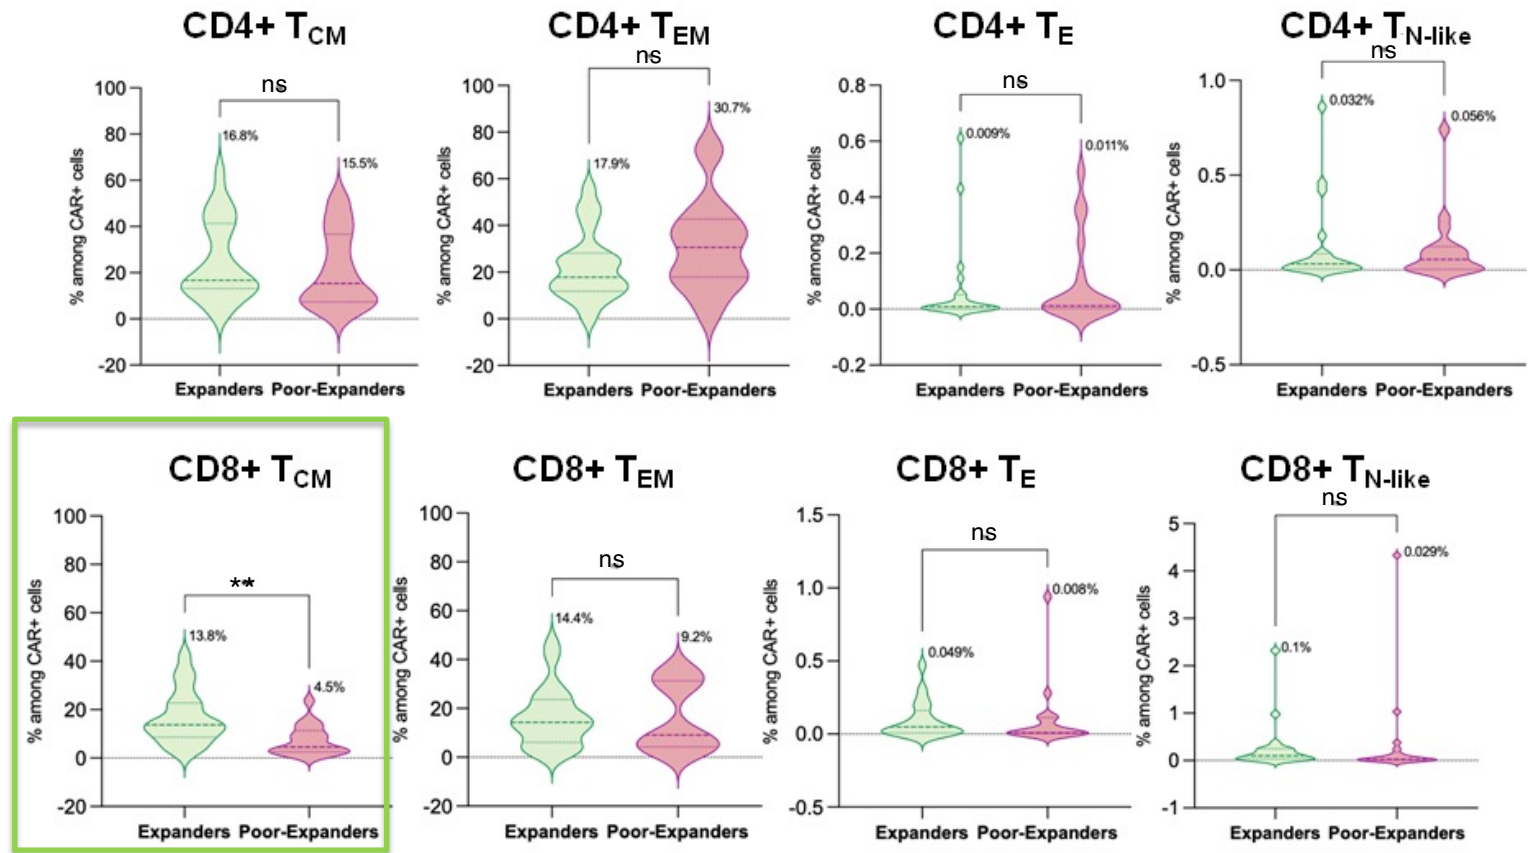 CD4+ TCM
CD4+ TEM
CD4+ TE
CD4+ TN-like
ns
ns
ns
ns
% among CAR+ cells
100
80
60
40
20
0
-20
16.8%
15.5%
Expanders Poor-Expanders
% among CAR+ cells
100
80
60
40
20
0
-20
17.9%
30.7%
Expanders Poor-Expanders
% among CAR+ cells
0.8
0.6
0.4
0.2
0.0
-0.2
0.009%
0.011%
Expanders Poor-Expanders
% among CAR+ cells
1.0
0.5
0.0
-0.5
0.032%
0.056%
Expanders Poor-Expanders
CD8+ TCM
CD8+ TEM
CD8+ TE
CD8+ TN-like
**
ns
ns
ns
% among CAR+ cells
100
80
60
40
20
0
-20
13.8%
4.5%
Expanders Poor-Expanders
% among CAR+ cells
100
80
60
40
20
0
-20
14.4%
9.2%
Expanders Poor-Expanders
% among CAR+ cells
1.5
1.0
0.5
0.0
-0.5
0.049%
0.008%
Expanders Poor-Expanders
% among CAR+ cells
5
4
3
2
1
0
-1
0.1%
0.029%
Expanders Poor-Expanders